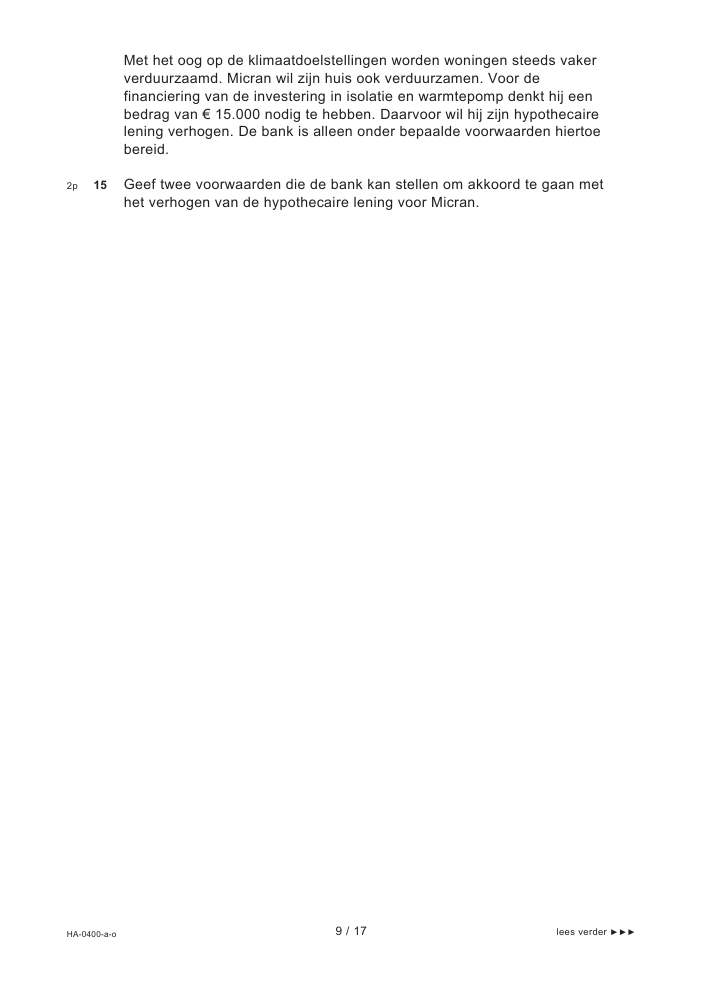 Met het oog op de klimaatdoelstellingen worden woningen steeds vaker
verduurzaamd. Micran wil zijn huis ook verduurzamen. Voor de
financiering van de investering in isolatie en warmtepomp denkt hij een
bedrag van € 15.000 nodig te hebben. Daarvoor wil hij zijn hypothecaire
lening verhogen. De bank is alleen onder bepaalde voorwaarden hiertoe
bereid.
2p 15 Geef twee voorwaarden die de bank kan stellen om akkoord te gaan met
het verhogen van de hypothecaire lening voor Micran.
HA-0400-a-o 9 / 17 lees verder ►►►